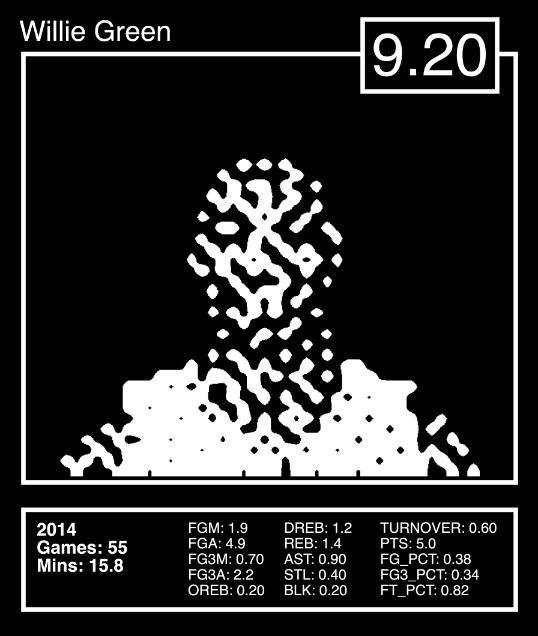 Willie Green
9.20
2014
Games: 55
Mins: 15.8
FGM: 1.9
FGA: 4.9
FG3M: 0.70
FG3A: 2.2
OREB: 0.20
DREB: 1.2
REB: 1.4
AST: 0.90
STL: 0.40
BLK: 0.20
TURNOVER: 0.60
PTS: 5.0
FG_PCT: 0.38
FG3_PCT: 0.34
FT_PCT: 0.82